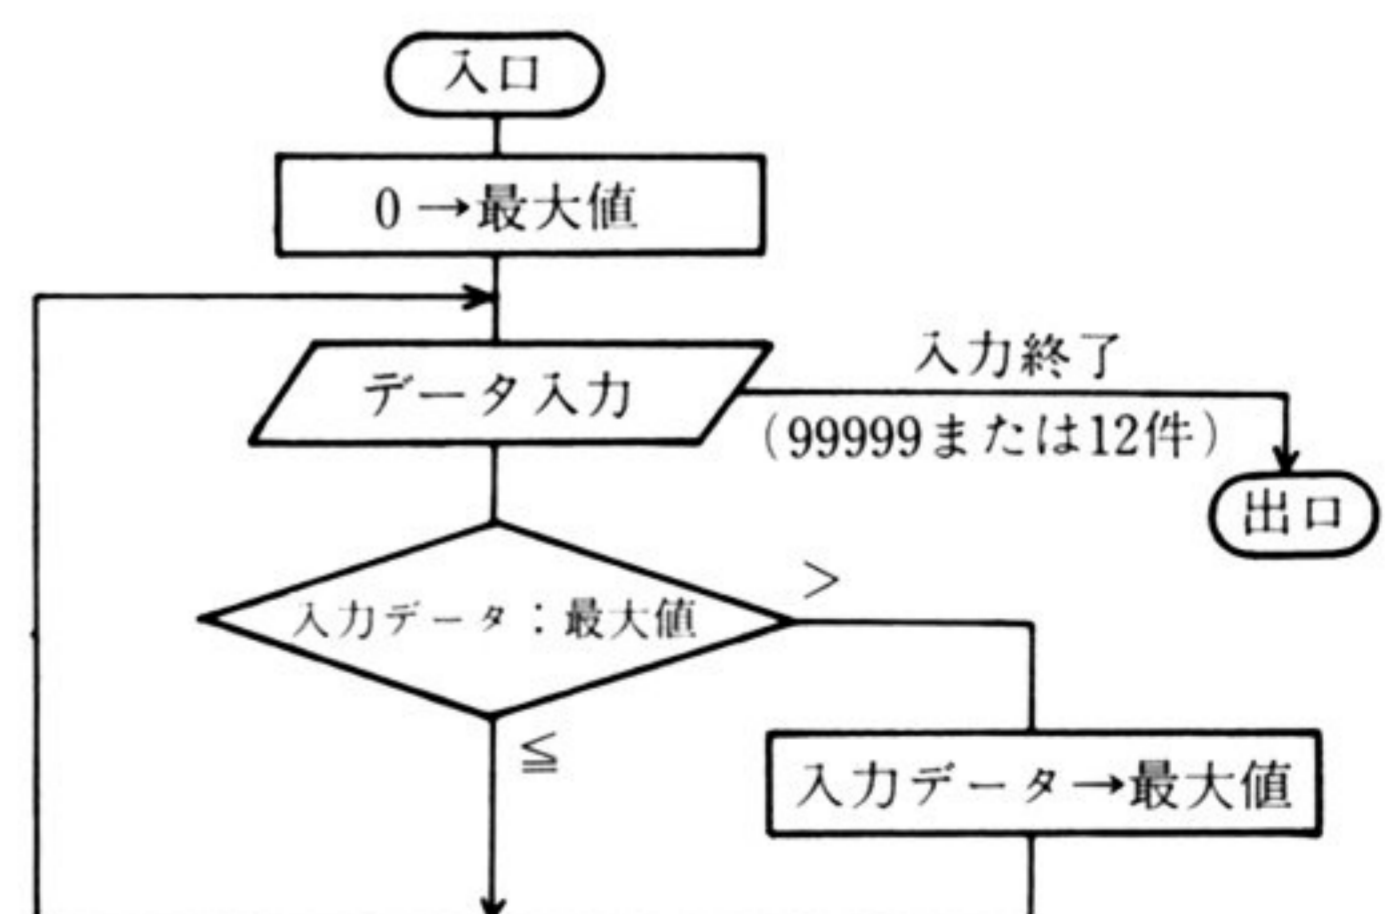 入口
0→最大値
データ入力
入力終了
(99999または12件)
出口
入力データ:最大値
>
≦
入力データ→最大値